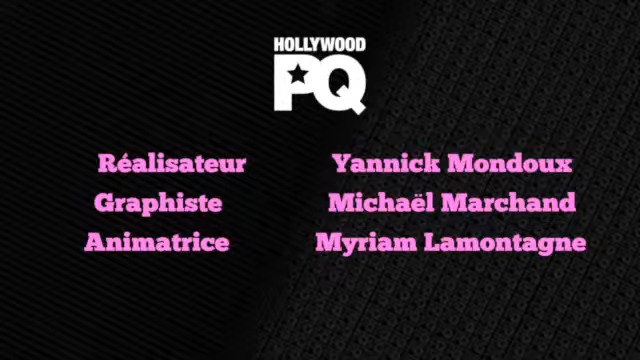 HOLLYWOOD
PQ
Réalisateur Yannick Mondoux
Graphiste Michaël Marchand
Animatrice Myriam Lamontagne